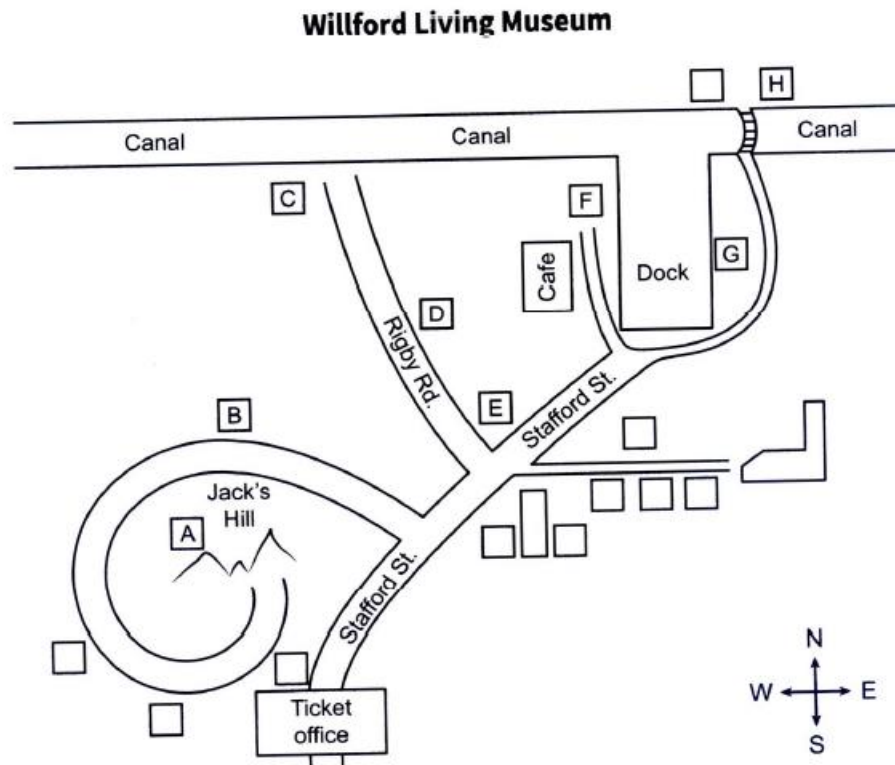 Willford Living Museum
H
Canal
Canal
Canal
C
F
G
Cafe
Dock
D
Rigby Rd.
E
Stafford St.
B
Jack's
Hill
A
Stafford St.
N
W
E
S
Ticket
office